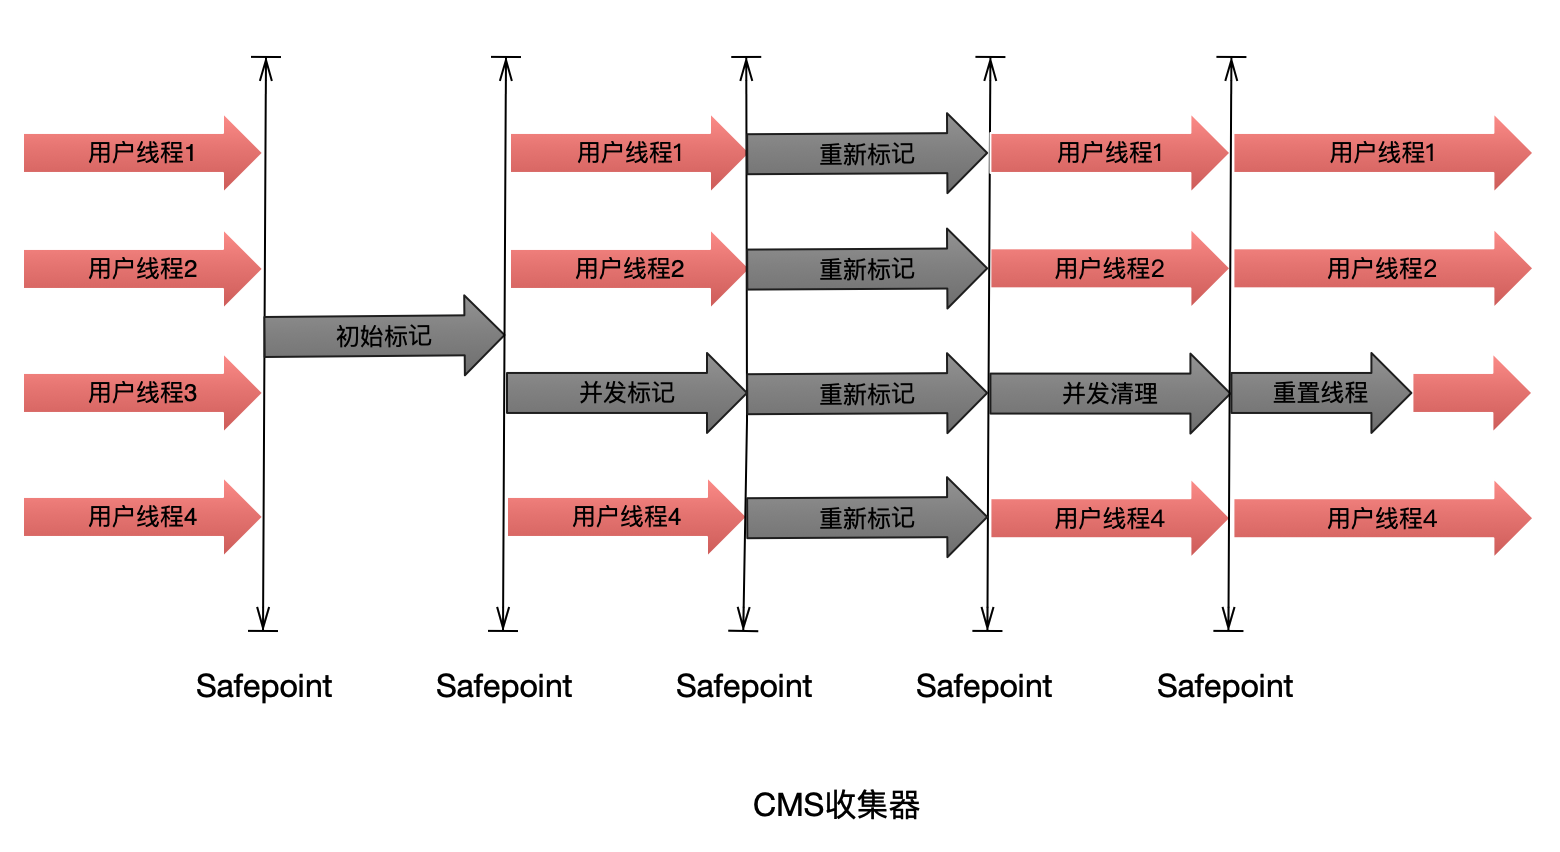 用户线程1
用户线程1
重新标记
用户线程1
用户线程1
用户线程2
用户线程2
重新标记
用户线程2
用户线程2
初始标记
用户线程3
并发标记
重新标记
并发清理
重置线程
用户线程4
用户线程4
重新标记
用户线程4
用户线程4
Safepoint
Safepoint
Safepoint
Safepoint
Safepoint
CMS收集器